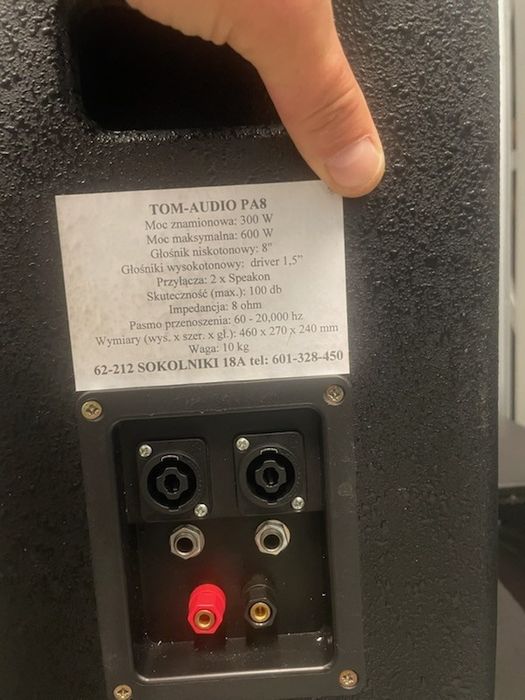 TOM-AUDIO PA8
Moc znamionowa: 300 W
Moc maksymalna: 600 W
Głośnik niskotonowy: 8"
Głośniki wysokotonowy: driver 1,5"
Przyłącza: 2 x Speakon
Skuteczność (max.): 100 db
Impedancja: 8 ohm
Pasmo przenoszenia: 60 - 20,000 hz
Wymiary (wys. x szer. x gł.): 460 x 270 x 240 mm
Waga: 10 kg
62-212 SOKOLNIKI 18A tel: 601-328-450